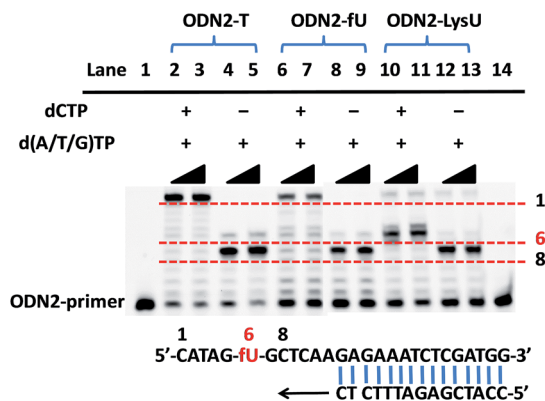 ODN2-T ODN2-fU ODN2-LysU
Lane 1 2 3 4 5 6 7 8 9 10 11 12 13 14
dCTP + − + − + −
d(A/T/G)TP + + + + + +
1
6
8
ODN2-primer
1 6 8
5’-CATAG-fU-GCTCAAGAGAAATCTCGATGG-3’
CT CTTTAGAGCTACC-5’